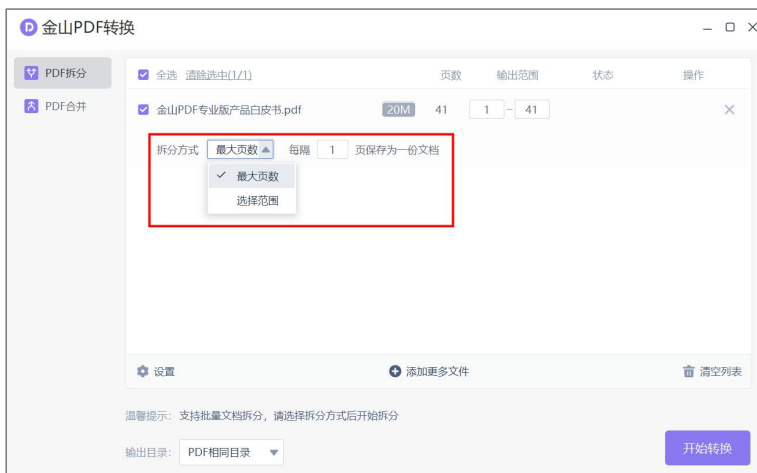 金山PDF转换
PDF拆分
PDF合并
全选 清除选中(1/1) 页数 输出范围 状态 操作
金山PDF专业版产品白皮书.pdf 20M 41 1 - 41
拆分方式 最大页数 每隔 1 页保存为一份文档
最大页数
选择范围
设置 添加更多文件 清空列表
温馨提示: 支持批量文档拆分，请选择拆分方式后开始拆分
输出目录: PDF相同目录 开始转换